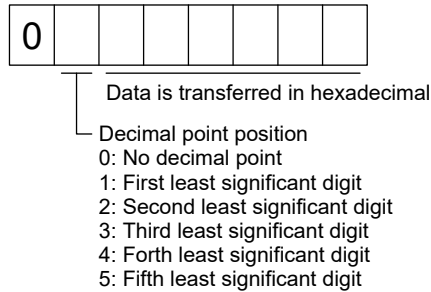 0
Data is transferred in hexadecimal
Decimal point position
0: No decimal point
1: First least significant digit
2: Second least significant digit
3: Third least significant digit
4: Forth least significant digit
5: Fifth least significant digit